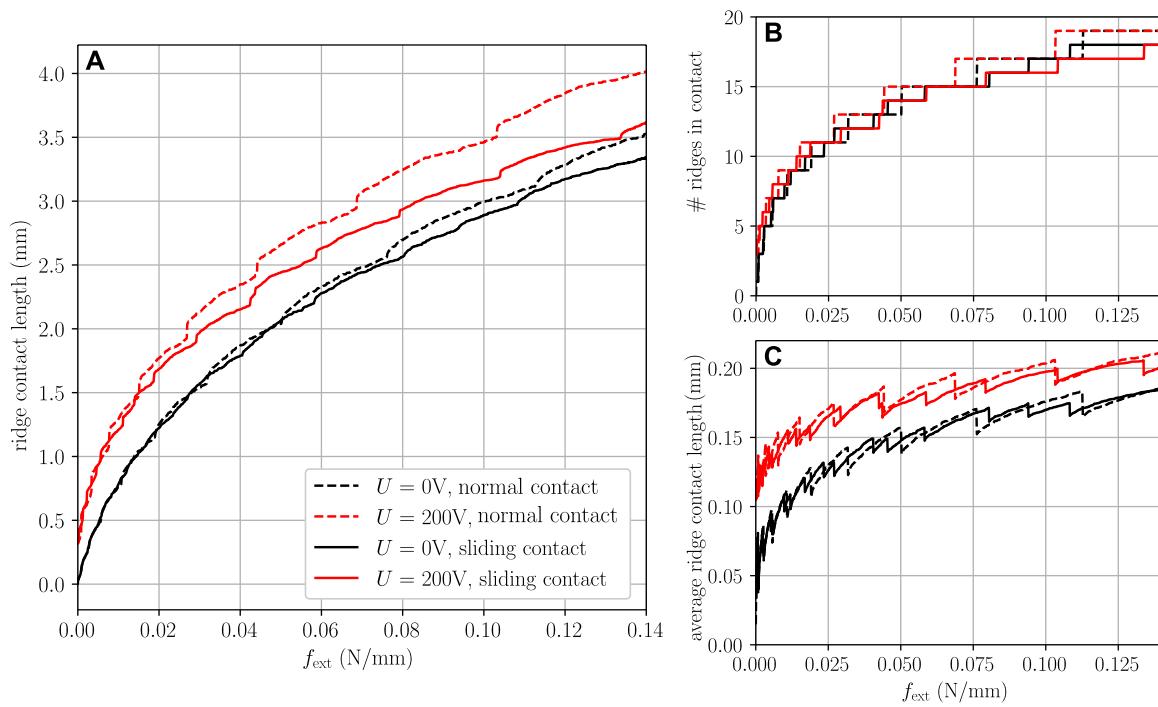 A
4.0
3.5
3.0
2.5
2.0
1.5
1.0
0.5
0.0
ridge contact length (mm)
0.00 0.02 0.04 0.06 0.08 0.10 0.12 0.14
f_ext (N/mm)
U = 0V, normal contact
U = 200V, normal contact
U = 0V, sliding contact
U = 200V, sliding contact
B
20
15
10
5
0
# ridges in contact
0.000 0.025 0.050 0.075 0.100 0.125
C
0.20
0.15
0.10
0.05
0.00
average ridge contact length (mm)
0.000 0.025 0.050 0.075 0.100 0.125
f_ext (N/mm)